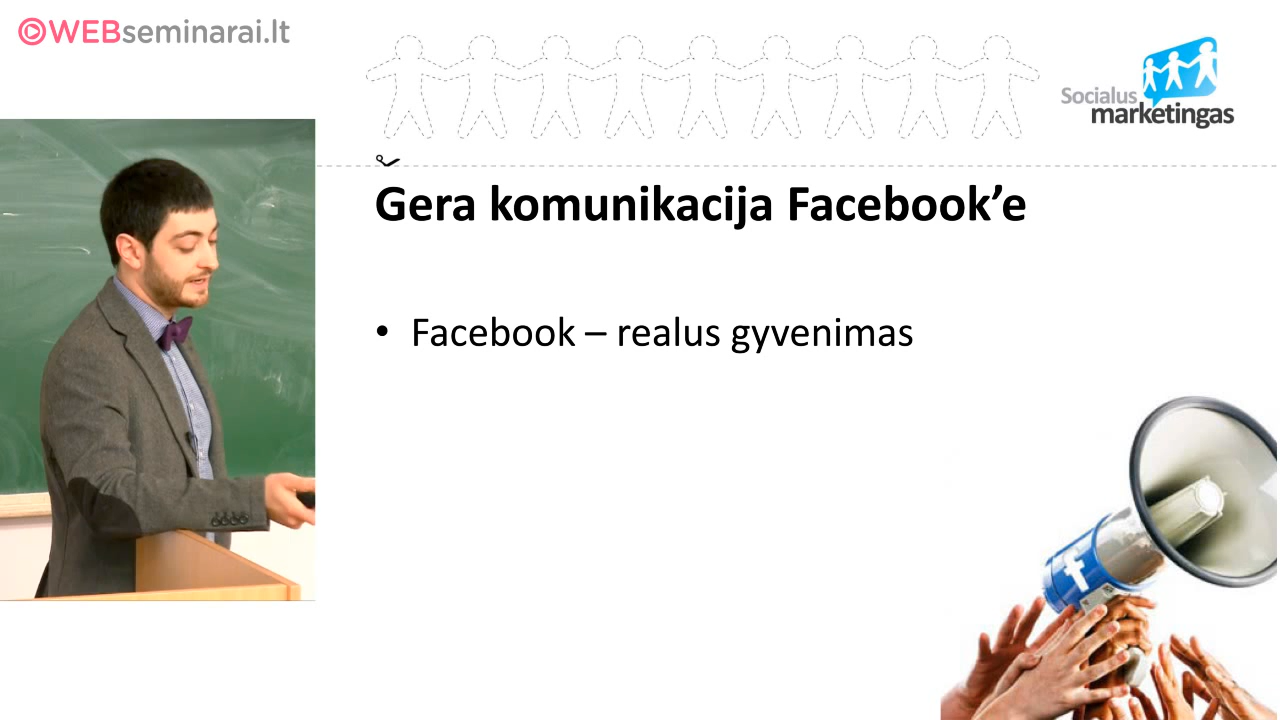 WEBseminarai.lt
Socialus
marketingas
Gera komunikacija Facebook’e
• Facebook – realus gyvenimas
f